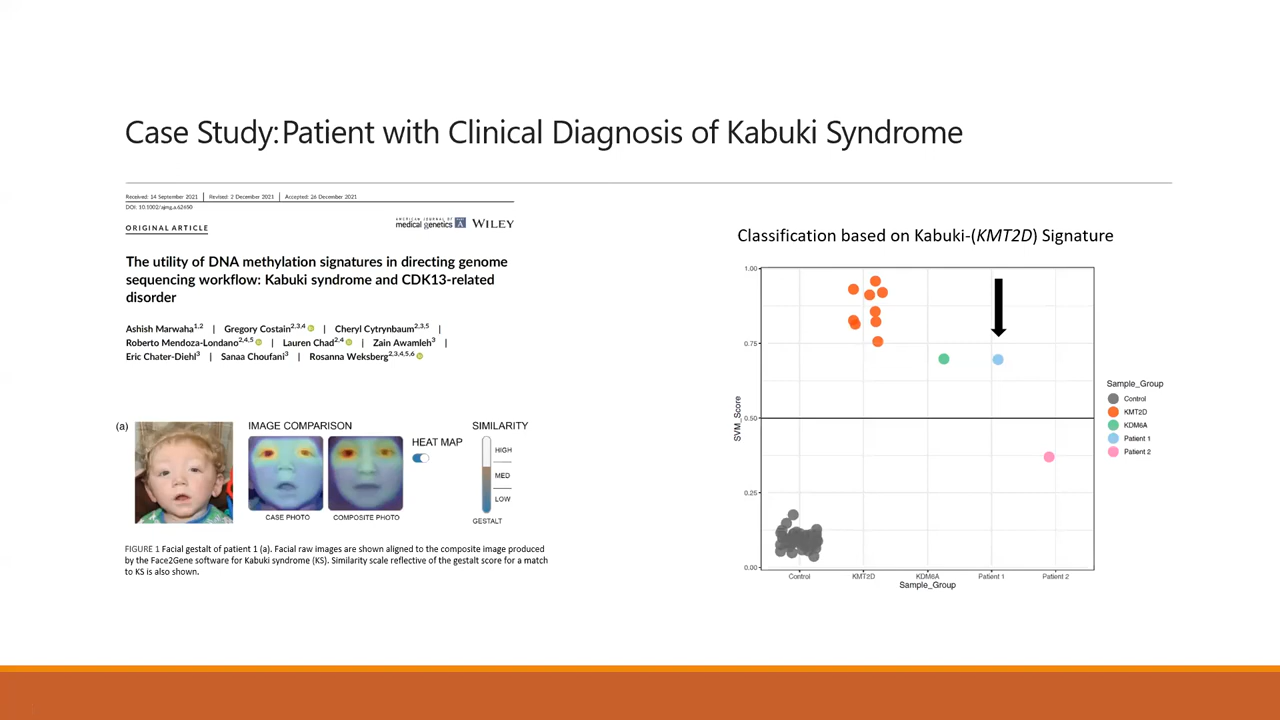 Case Study: Patient with Clinical Diagnosis of Kabuki Syndrome
Received: 14 September 2021 | Revised: 2 December 2021 | Accepted: 26 December 2021
DOI: 10.1002/ajmg.a.62650
ORIGINAL ARTICLE
AMERICAN JOURNAL OF
medical genetics A WILEY
The utility of DNA methylation signatures in directing genome
sequencing workflow: Kabuki syndrome and CDK13-related
disorder
Ashish Marwaha1,2 | Gregory Costain2,3,4 | Cheryl Cytrynbaum2,3,5 |
Roberto Mendoza-Londano2,4,5 | Lauren Chad2,4 | Zain Awamleh3 |
Eric Chater-Diehl3 | Sanaa Choufani3 | Rosanna Weksberg2,3,4,5,6
(a)
IMAGE COMPARISON
HEAT MAP
SIMILARITY
HIGH
MED
LOW
CASE PHOTO
COMPOSITE PHOTO
GESTALT
FIGURE 1 Facial gestalt of patient 1 (a). Facial raw images are shown aligned to the composite image produced
by the Face2Gene software for Kabuki syndrome (KS). Similarity scale reflective of the gestalt score for a match
to KS is also shown.
Classification based on Kabuki-(KMT2D) Signature
1.00
0.75
0.50
0.25
0.00
SVM_Score
Control
KMT2D
KDM6A
Patient 1
Patient 2
Sample_Group
Sample_Group
Control
KMT2D
KDM6A
Patient 1
Patient 2